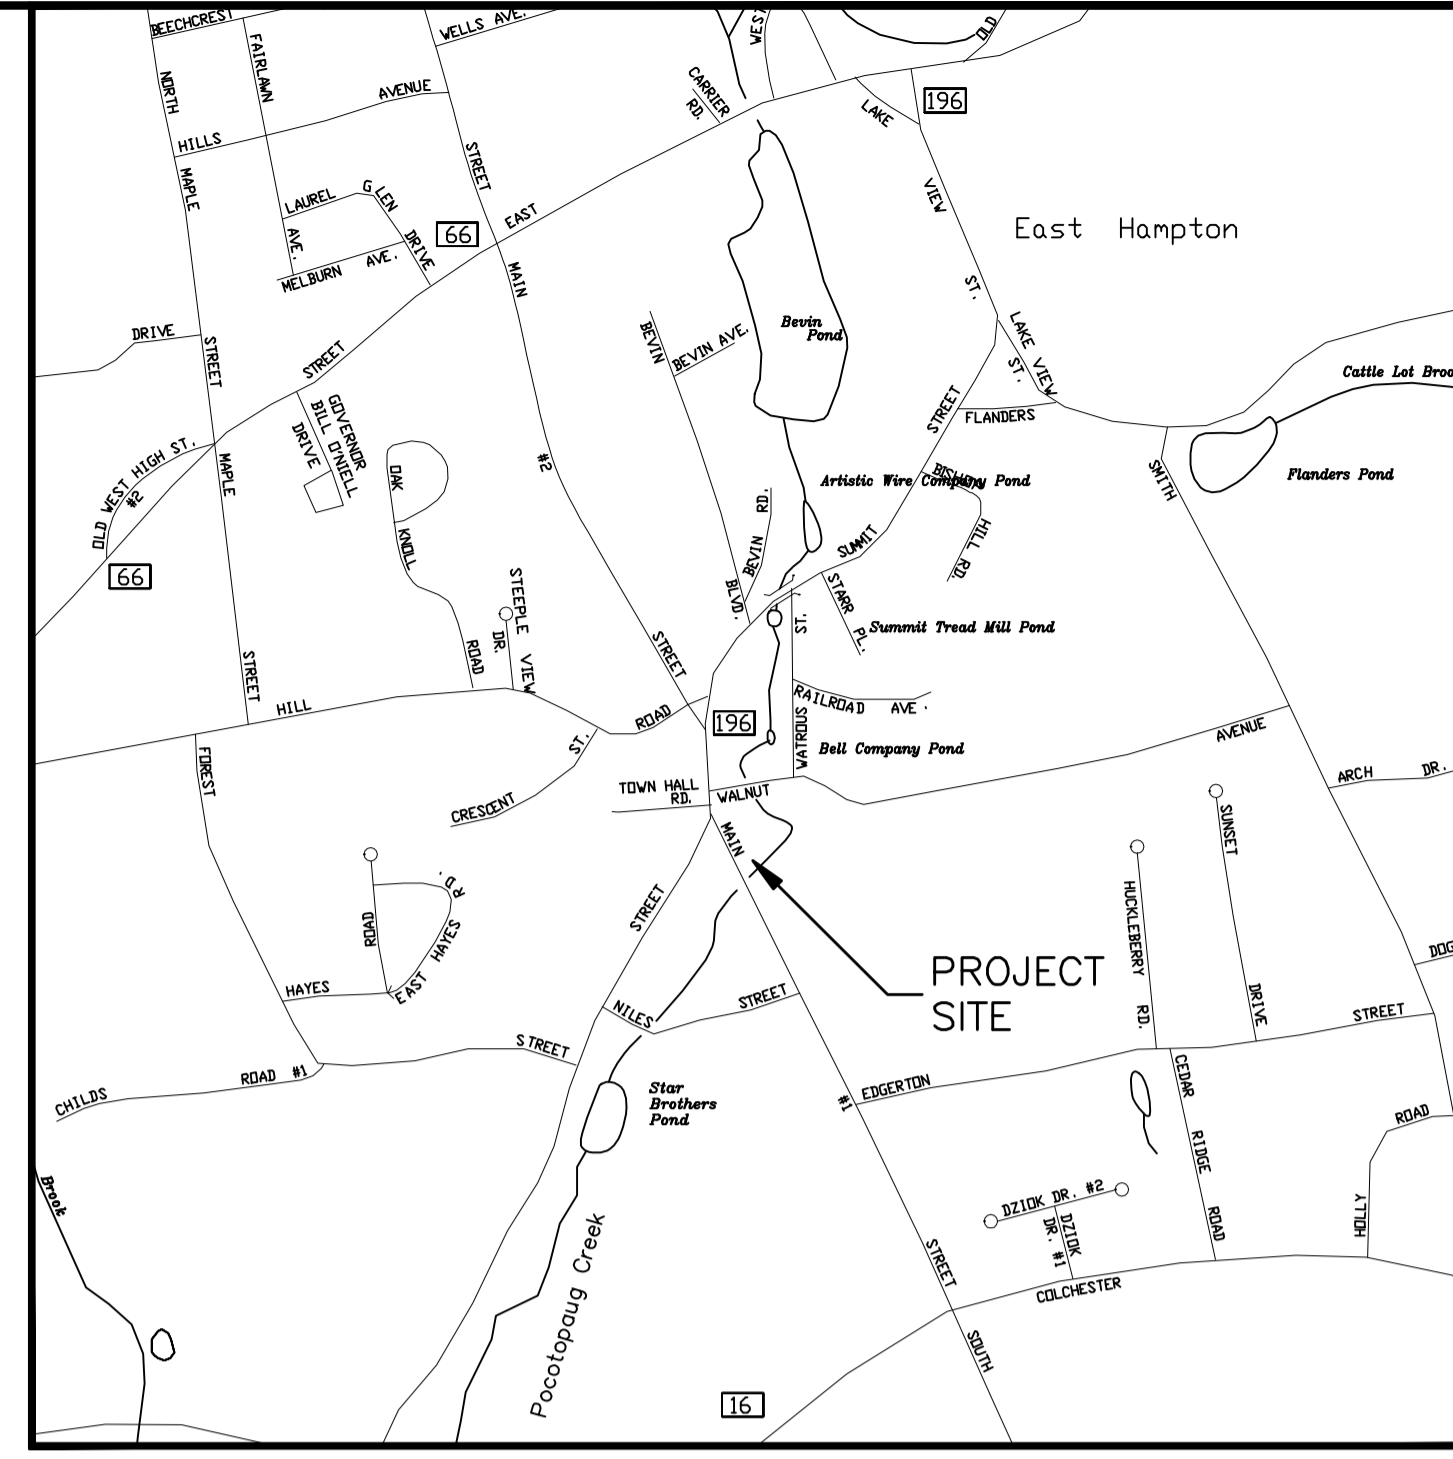 BEECHCREST
WELLS AVE.
WEST
OLD
FAIRLAWN
NORTH
CARRIER
RD.
AVENUE
196
LAKE
HILLS
STREET
MAPLE
LAUREL
GLEN
DRIVE
AVE.
MELBURN AVE.
66
EAST
VIEW
East Hampton
MAIN
ST.
DRIVE
STREET
STREET
BEVIN
BEVIN AVE.
Bevin
Pond
LAKE VIEW
ST.
Cattle Lot Broo
GOVERNOR
BILL O'NIELL
DRIVE
STREET
FLANDERS
OLD WEST HIGH ST.
#2
MAPLE
OAK
#2
Artistic Wire Company Pond
SMITH
Flanders Pond
RD.
BEVIN
KNOLL
SUMMIT
HILL RD.
66
STEEPLE VIEW
DR.
BLVD.
STARR PL.
ST.
Summit Tread Mill Pond
STREET
ROAD
STREET
RAILROAD AVE.
HILL
ROAD
196
WATROUS
Bell Company Pond
AVENUE
FOREST
ST.
CRESCENT
TOWN HALL
RD.
WALNUT
ARCH DR.
MAIN
SUNSET
RD.
STREET
HUCKLEBERRY
ROAD
EAST HAYES
HAYES
PROJECT
SITE
DOG
NILES
STREET
RD.
DRIVE
STREET
STREET
ROAD #1
CHILDS
Star
Brothers
Pond
#1
EDGERTON
CEDAR
ROAD
RIDGE
Brook
DZIOK DR. #2
DZIOK
DR. #1
ROAD
HOLLY
Pocotopaug Creek
STREET
COLCHESTER
SOUTH
16